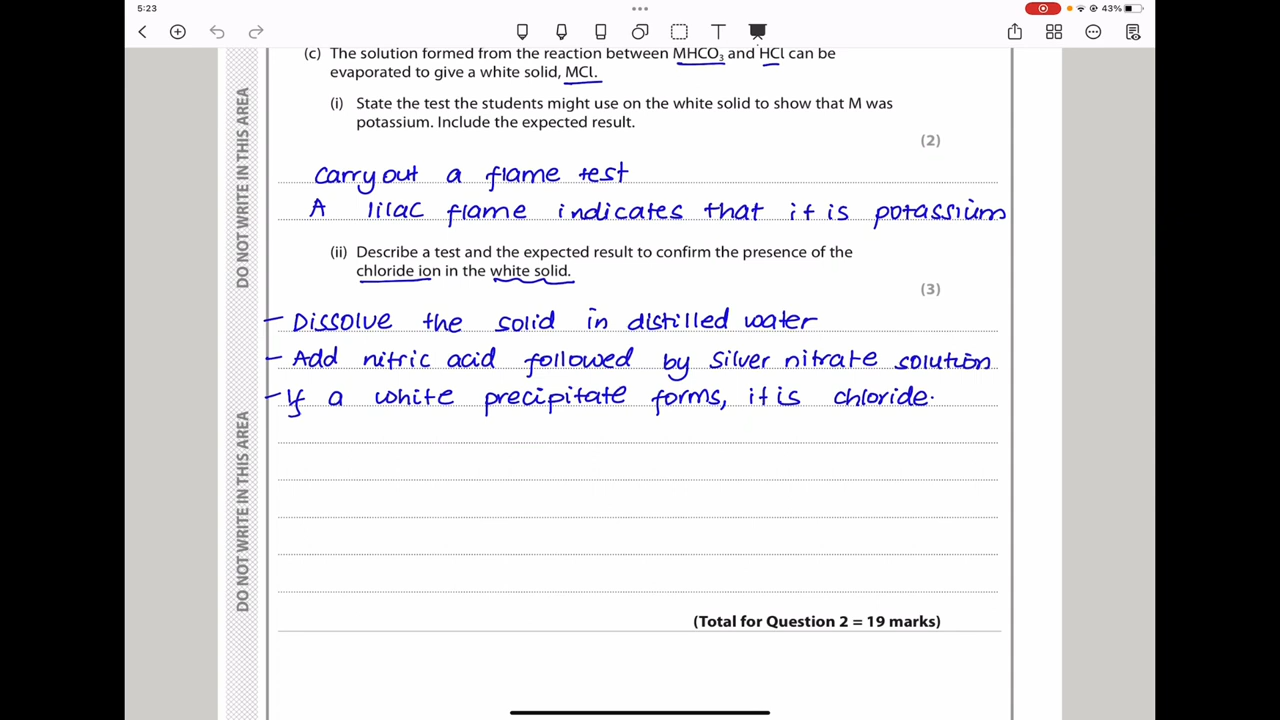 5:23
43%
(c) The solution formed from the reaction between MHCO₃ and HCl can be
evaporated to give a white solid, MCl.
(i) State the test the students might use on the white solid to show that M was
potassium. Include the expected result.
(2)
carry out a flame test
A lilac flame indicates that it is potassium
(ii) Describe a test and the expected result to confirm the presence of the
chloride ion in the white solid.
(3)
- Dissolve the solid in distilled water
- Add nitric acid followed by silver nitrate solution
- If a white precipitate forms, it is chloride.
(Total for Question 2 = 19 marks)
DO NOT WRITE IN THIS AREA
DO NOT WRITE IN THIS AREA